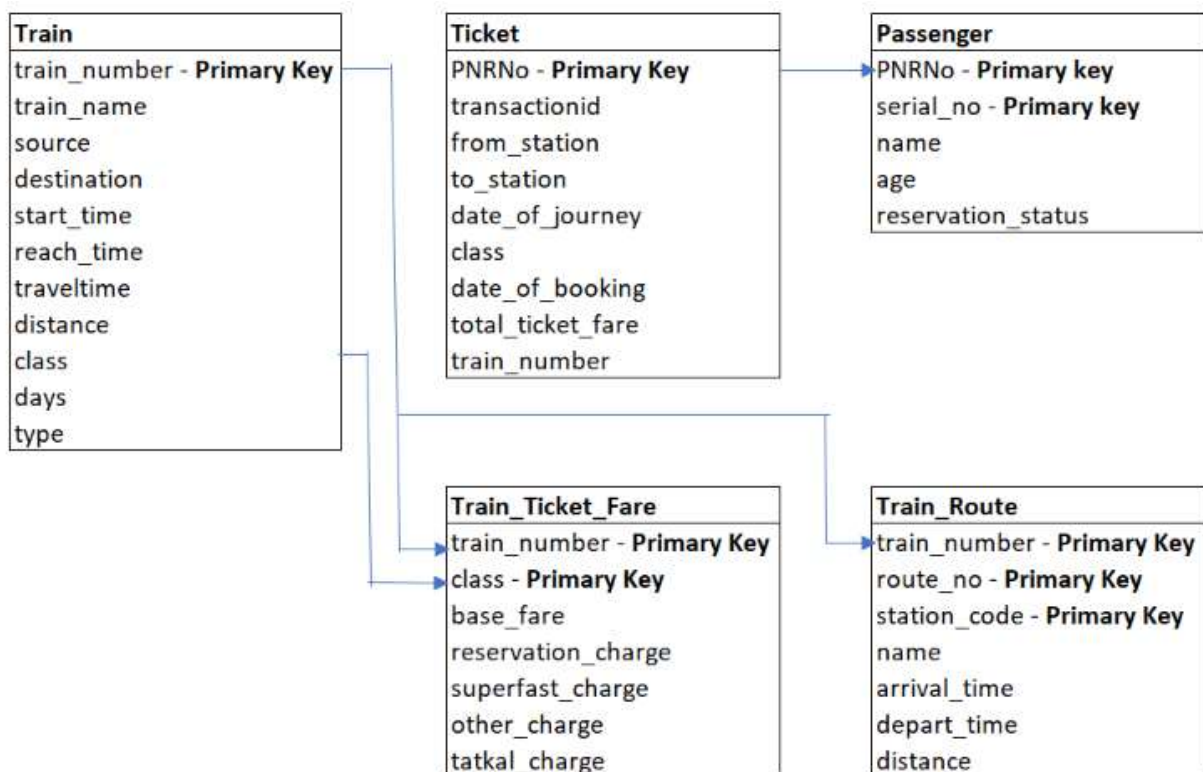 Train
train_number - Primary Key
train_name
source
destination
start_time
reach_time
traveltime
distance
class
days
type
Ticket
PNRNo - Primary Key
transactionid
from_station
to_station
date_of_journey
class
date_of_booking
total_ticket_fare
train_number
Passenger
PNRNo - Primary key
serial_no - Primary key
name
age
reservation_status
Train_Ticket_Fare
train_number - Primary Key
class - Primary Key
base_fare
reservation_charge
superfast_charge
other_charge
tatkal_charge
Train_Route
train_number - Primary Key
route_no - Primary Key
station_code - Primary Key
name
arrival_time
depart_time
distance